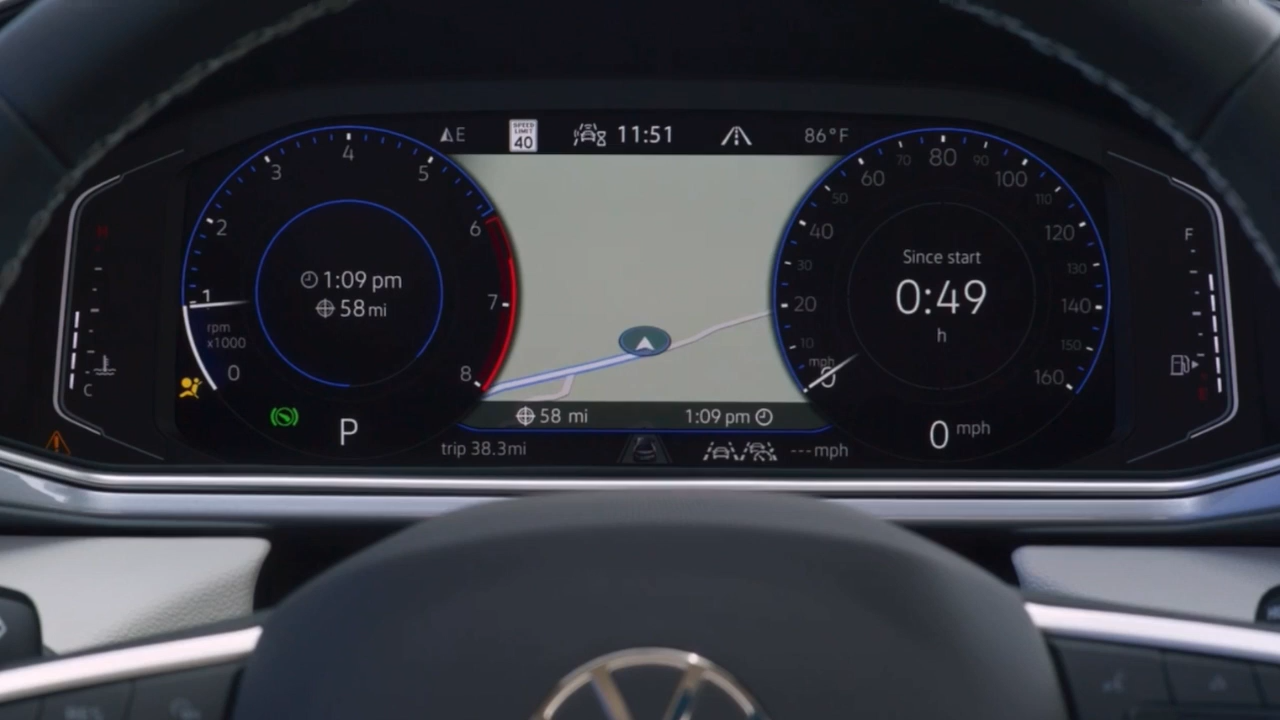 E
SPEED LIMIT 40
11:51
86°F
0
1
2
3
4
5
6
7
8
rpm
x1000
1:09 pm
58 mi
P
H
C
58 mi
1:09 pm
trip 38.3mi
---mph
0
10
20
30
40
50
60
70
80
90
100
110
120
130
140
150
160
mph
Since start
0:49
h
0 mph
F